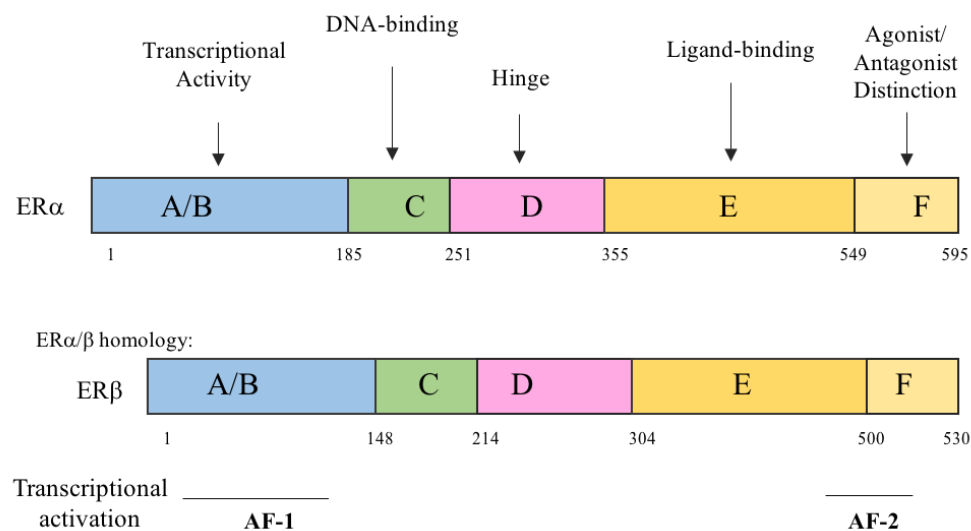 DNA-binding
Transcriptional
Activity
Hinge
Ligand-binding
Agonist/
Antagonist
Distinction
ERα
A/B
C
D
E
F
1
185
251
355
549
595
ERα/β homology:
ERβ
A/B
C
D
E
F
1
148
214
304
500
530
Transcriptional
activation
AF-1
AF-2